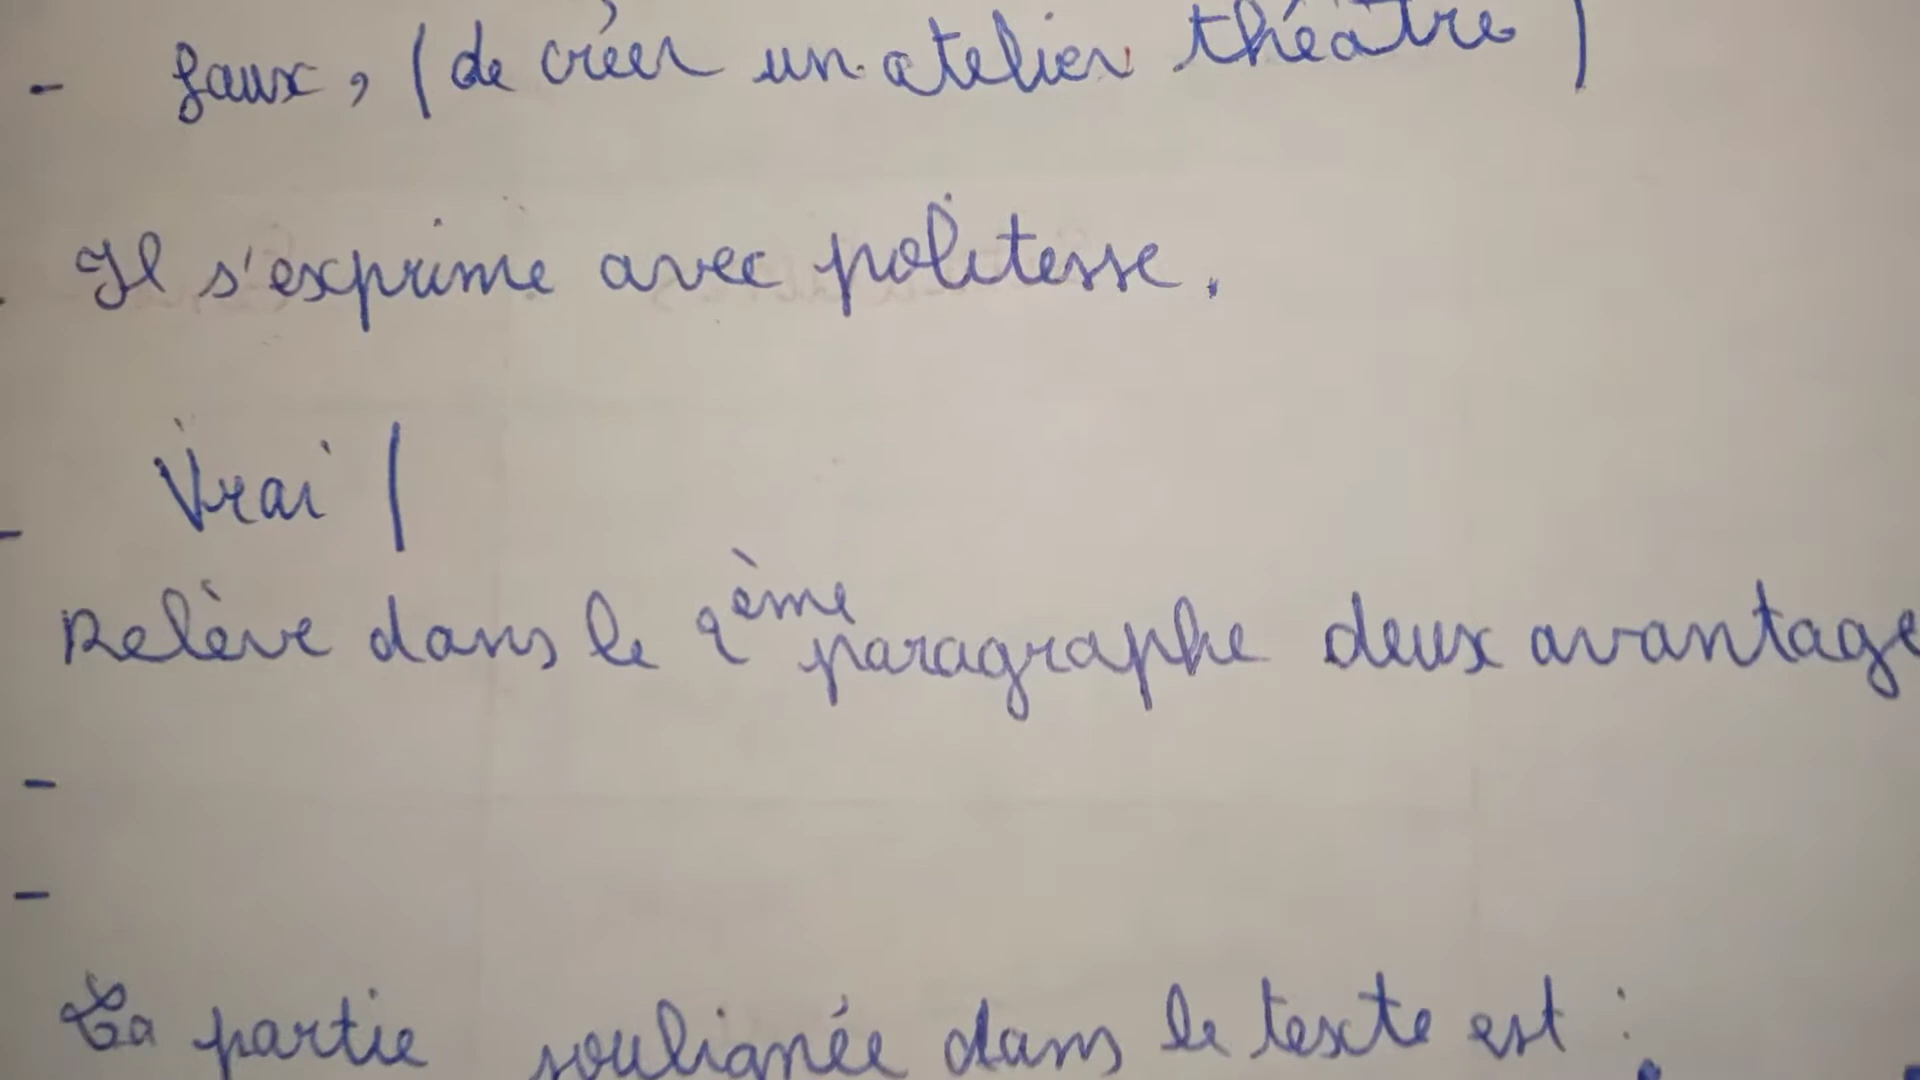 - faux, (de créer un atelier théâtre)
. Il s'exprime avec politesse.
- Vrai /
Relève dans le 2ème paragraphe deux avantage
-
-
La partie soulignée dans le texte est :